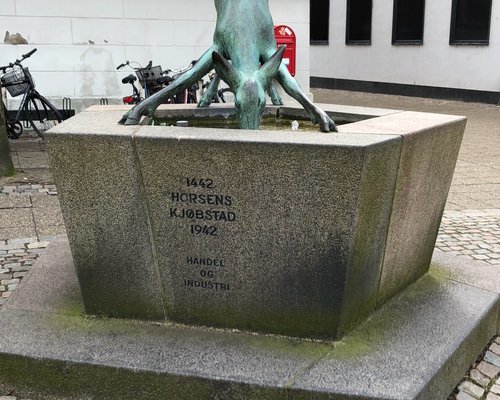 1442
HORSENS
KJØBSTAD
1942
HANDEL
OG
INDUSTRI